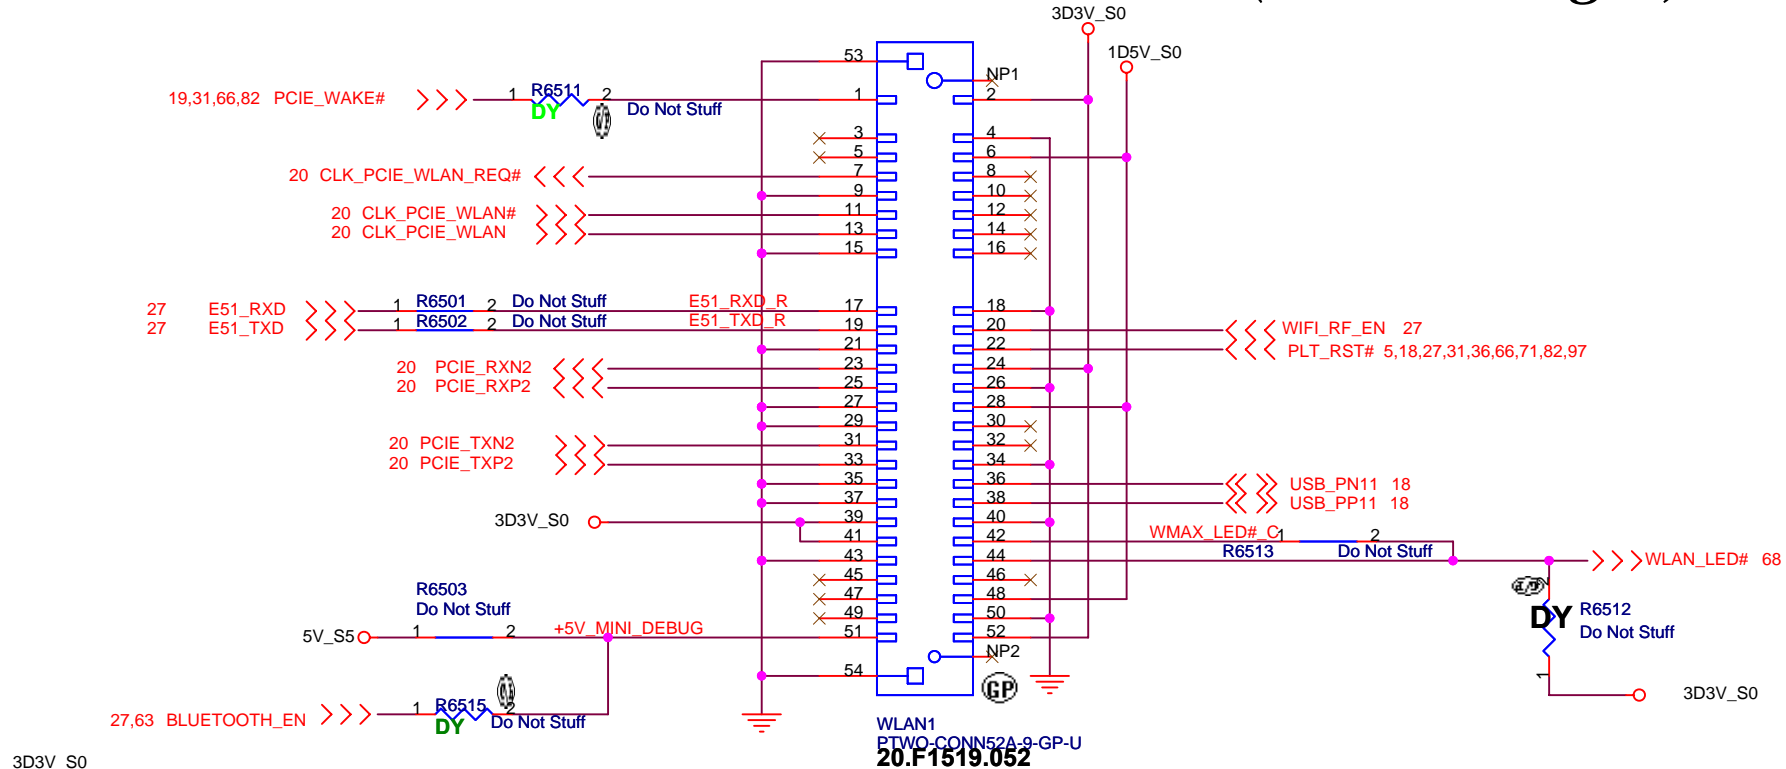 3D3V_S0
1D5V_S0
53
NP1
19,31,66,82 PCIE_WAKE#
1 R6511 2
DY
Do Not Stuff
1 2
3 4
5 6
20 CLK_PCIE_WLAN_REQ# 7 8
9 10
20 CLK_PCIE_WLAN# 11 12
20 CLK_PCIE_WLAN 13 14
15 16
27 E51_RXD 1 R6501 2 Do Not Stuff E51_RXD_R 17 18
27 E51_TXD 1 R6502 2 Do Not Stuff E51_TXD_R 19 20 WIFI_RF_EN 27
21 22 PLT_RST# 5,18,27,31,36,66,71,82,97
20 PCIE_RXN2 23 24
20 PCIE_RXP2 25 26
27 28
29 30
20 PCIE_TXN2 31 32
20 PCIE_TXP2 33 34
35 36 USB_PN11 18
37 38 USB_PP11 18
3D3V_S0 39 40
41 42 WMAX_LED#_C 1 2
R6513 Do Not Stuff
43 44 WLAN_LED# 68
45 46
47 48
49 50
R6503
Do Not Stuff
5V_S5 1 2 +5V_MINI_DEBUG 51 52
2
R6512
DY
Do Not Stuff
1
3D3V_S0
NP2
54
GP
27,63 BLUETOOTH_EN 1 R6515 2
DY
Do Not Stuff
WLAN1
PTWO-CONN52A-9-GP-U
20.F1519.052
3D3V_S0